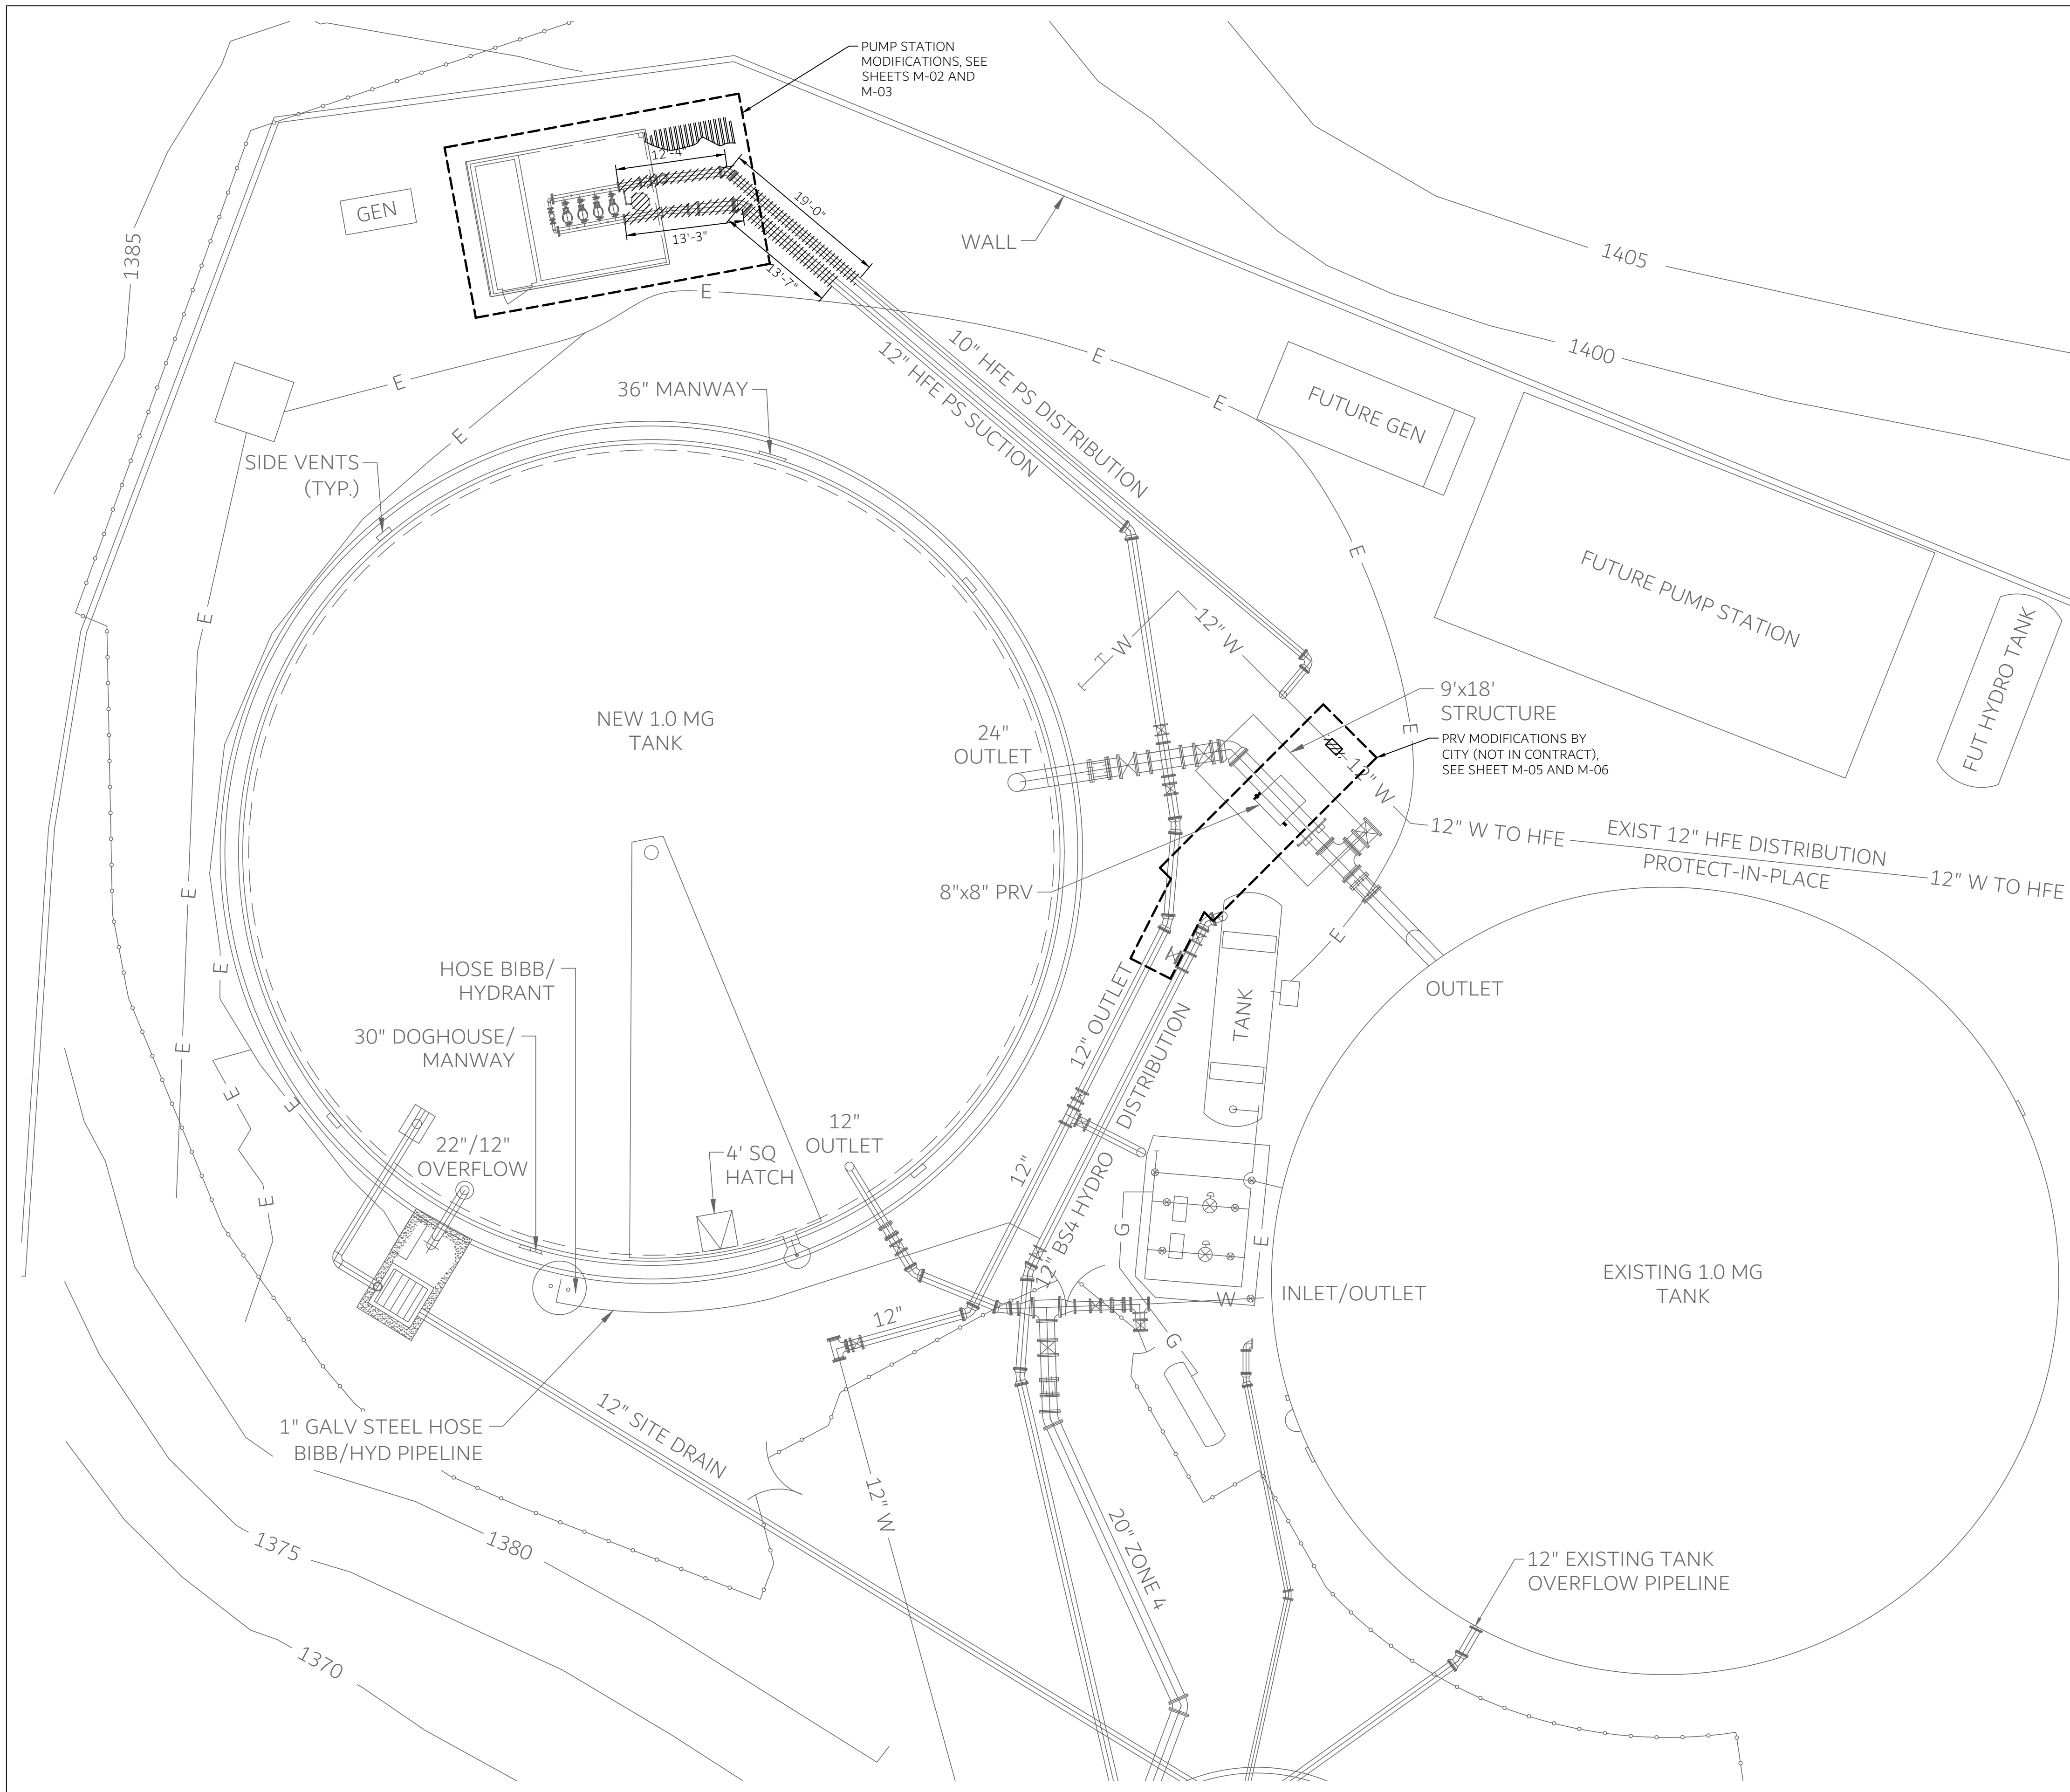 PUMP STATION
MODIFICATIONS, SEE
SHEETS M-02 AND
M-03
1385
GEN
12'-4"
19'-0"
13'-3"
13'-7"
WALL
1405
1400
E
E
E
E
E
10" HFE PS DISTRIBUTION
12" HFE PS SUCTION
36" MANWAY
FUTURE GEN
SIDE VENTS
(TYP.)
E
FUTURE PUMP STATION
FUT HYDRO TANK
E
12" W
W
NEW 1.0 MG
TANK
24"
OUTLET
9'x18'
STRUCTURE
E
PRV MODIFICATIONS BY
CITY (NOT IN CONTRACT),
SEE SHEET M-05 AND M-06
12" W
12" W TO HFE
EXIST 12" HFE DISTRIBUTION
PROTECT-IN-PLACE
12" W TO HFE
8"x8" PRV
E
E
HOSE BIBB/
HYDRANT
E
OUTLET
TANK
12" OUTLET
30" DOGHOUSE/
MANWAY
E
E
E
12"
OUTLET
22"/12"
OVERFLOW
4' SQ
HATCH
12"
12" BS4 HYDRO DISTRIBUTION
E
G
E
EXISTING 1.0 MG
TANK
INLET/OUTLET
W
12"
G
1" GALV STEEL HOSE
BIBB/HYD PIPELINE
12" SITE DRAIN
12" W
20" ZONE 4
1375
1380
12" EXISTING TANK
OVERFLOW PIPELINE
1370